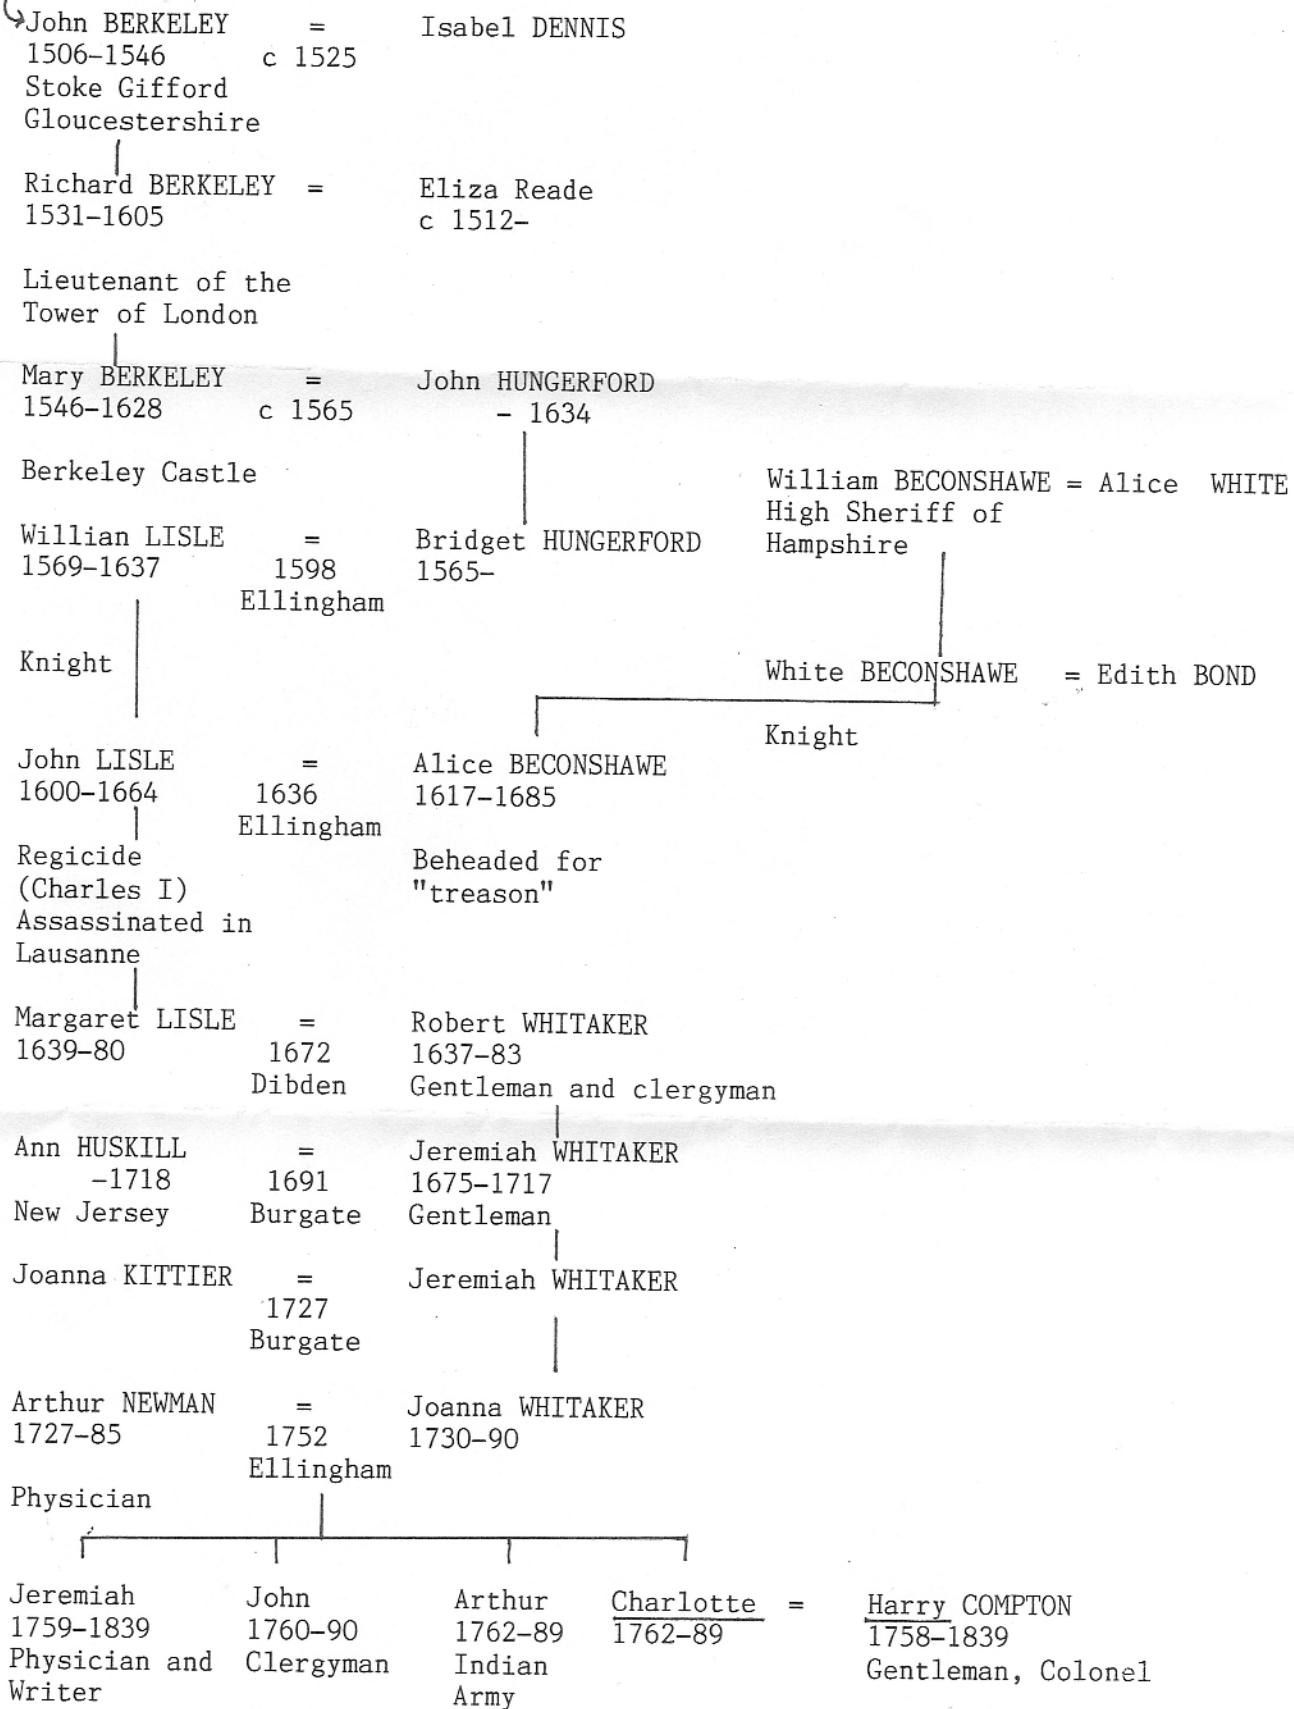 John BERKELEY = Isabel DENNIS
1506-1546 c 1525
Stoke Gifford
Gloucestershire
Richard BERKELEY = Eliza Reade
1531-1605 c 1512-
Lieutenant of the
Tower of London
Mary BERKELEY = John HUNGERFORD
1546-1628 c 1565 - 1634
Berkeley Castle
William BECONSHAWE = Alice WHITE
High Sheriff of
Hampshire
Willian LISLE = Bridget HUNGERFORD
1569-1637 1598 1565-
Ellingham
Knight
White BECONSHAWE = Edith BOND
Knight
John LISLE = Alice BECONSHAWE
1600-1664 1636 1617-1685
Ellingham
Regicide Beheaded for
(Charles I) "treason"
Assassinated in
Lausanne
Margaret LISLE = Robert WHITAKER
1639-80 1672 1637-83
Dibden Gentleman and clergyman
Ann HUSKILL = Jeremiah WHITAKER
-1718 1691 1675-1717
New Jersey Burgate Gentleman
Joanna KITTIER = Jeremiah WHITAKER
1727
Burgate
Arthur NEWMAN = Joanna WHITAKER
1727-85 1752 1730-90
Ellingham
Physician
Jeremiah John Arthur Charlotte = Harry COMPTON
1759-1839 1760-90 1762-89 1762-89 1758-1839
Physician and Clergyman Indian Gentleman, Colonel
Writer Army